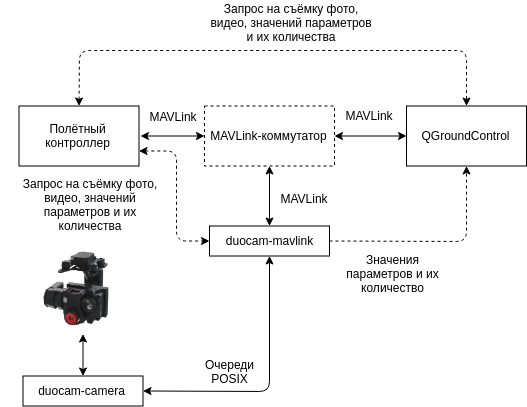 Запрос на съёмку фото,
видео, значений параметров
и их количества
MAVLink
MAVLink
Полётный
контроллер
MAVLink-коммутатор
QGroundControl
Запрос на съёмку фото,
видео, значений
параметров и их
количества
MAVLink
duocam-mavlink
Значения
параметров и их
количество
Очереди
POSIX
duocam-camera